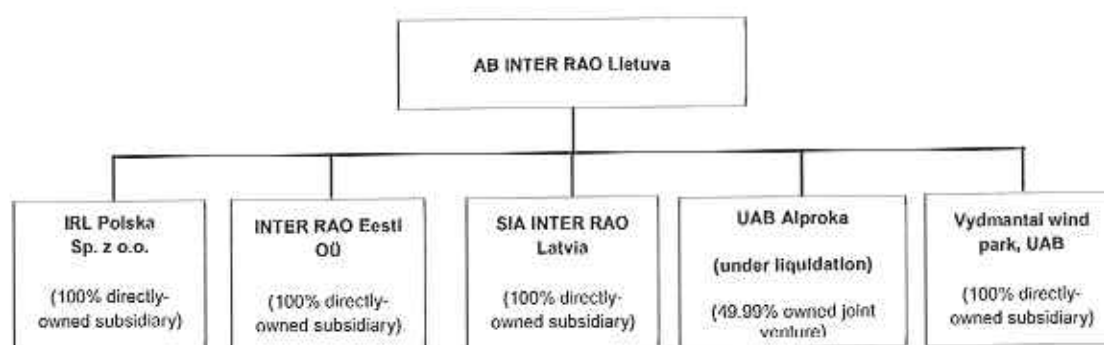 AB INTER RAO Lietuva
IRL Polska
Sp. z o.o.
(100% directly-
owned subsidiary)
INTER RAO Eesti
OÜ
(100% directly-
owned subsidiary)
SIA INTER RAO
Latvia
(100% directly-
owned subsidiary)
UAB Alproka
(under liquidation)
(49.99% owned joint
venture)
Vydmantai wind
park, UAB
(100% directly-
owned subsidiary)